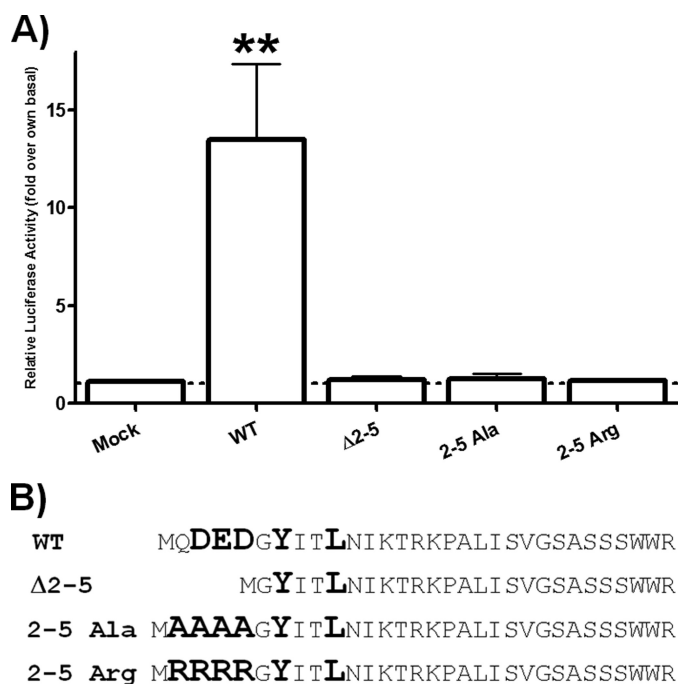 A)
**
Relative Luciferase Activity (fold over own basal)
15
10
5
0
Mock
WT
Δ2-5
2-5 Ala
2-5 Arg
B)
WT MQDEDGYITLNIKTRKPALISVGSASSSWWR
Δ2-5 MGYITLNIKTRKPALISVGSASSSWWR
2-5 Ala MAAAAGYITLNIKTRKPALISVGSASSSWWR
2-5 Arg MRRRRGYITLNIKTRKPALISVGSASSSWWR